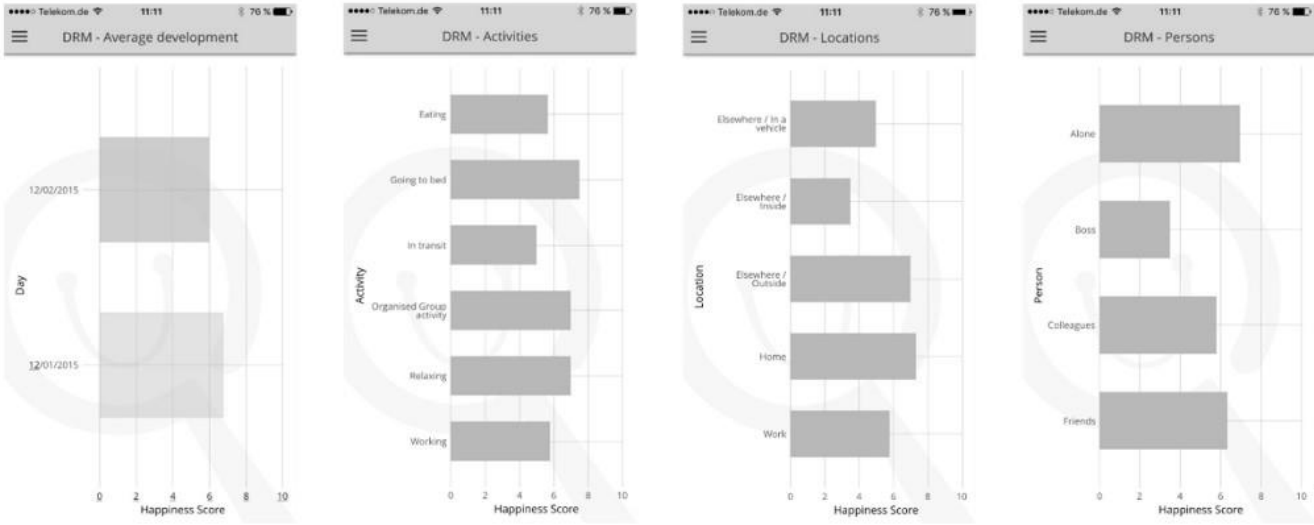 Telekom.de 11:11 76 %
DRM - Average development
12/02/2015
Day
12/01/2015
0 2 4 6 8 10
Happiness Score
Telekom.de 11:11 76 %
DRM - Activities
Eating
Going to bed
In transit
Activity
Organised Group
activity
Relaxing
Working
0 2 4 6 8 10
Happiness Score
Telekom.de 11:11 76 %
DRM - Locations
Elsewhere / In a
vehicle
Elsewhere /
Inside
Elsewhere /
Outside
Location
Home
Work
0 2 4 6 8 10
Happiness Score
Telekom.de 11:11 76 %
DRM - Persons
Alone
Boss
Person
Colleagues
Friends
0 2 4 6 8 10
Happiness Score